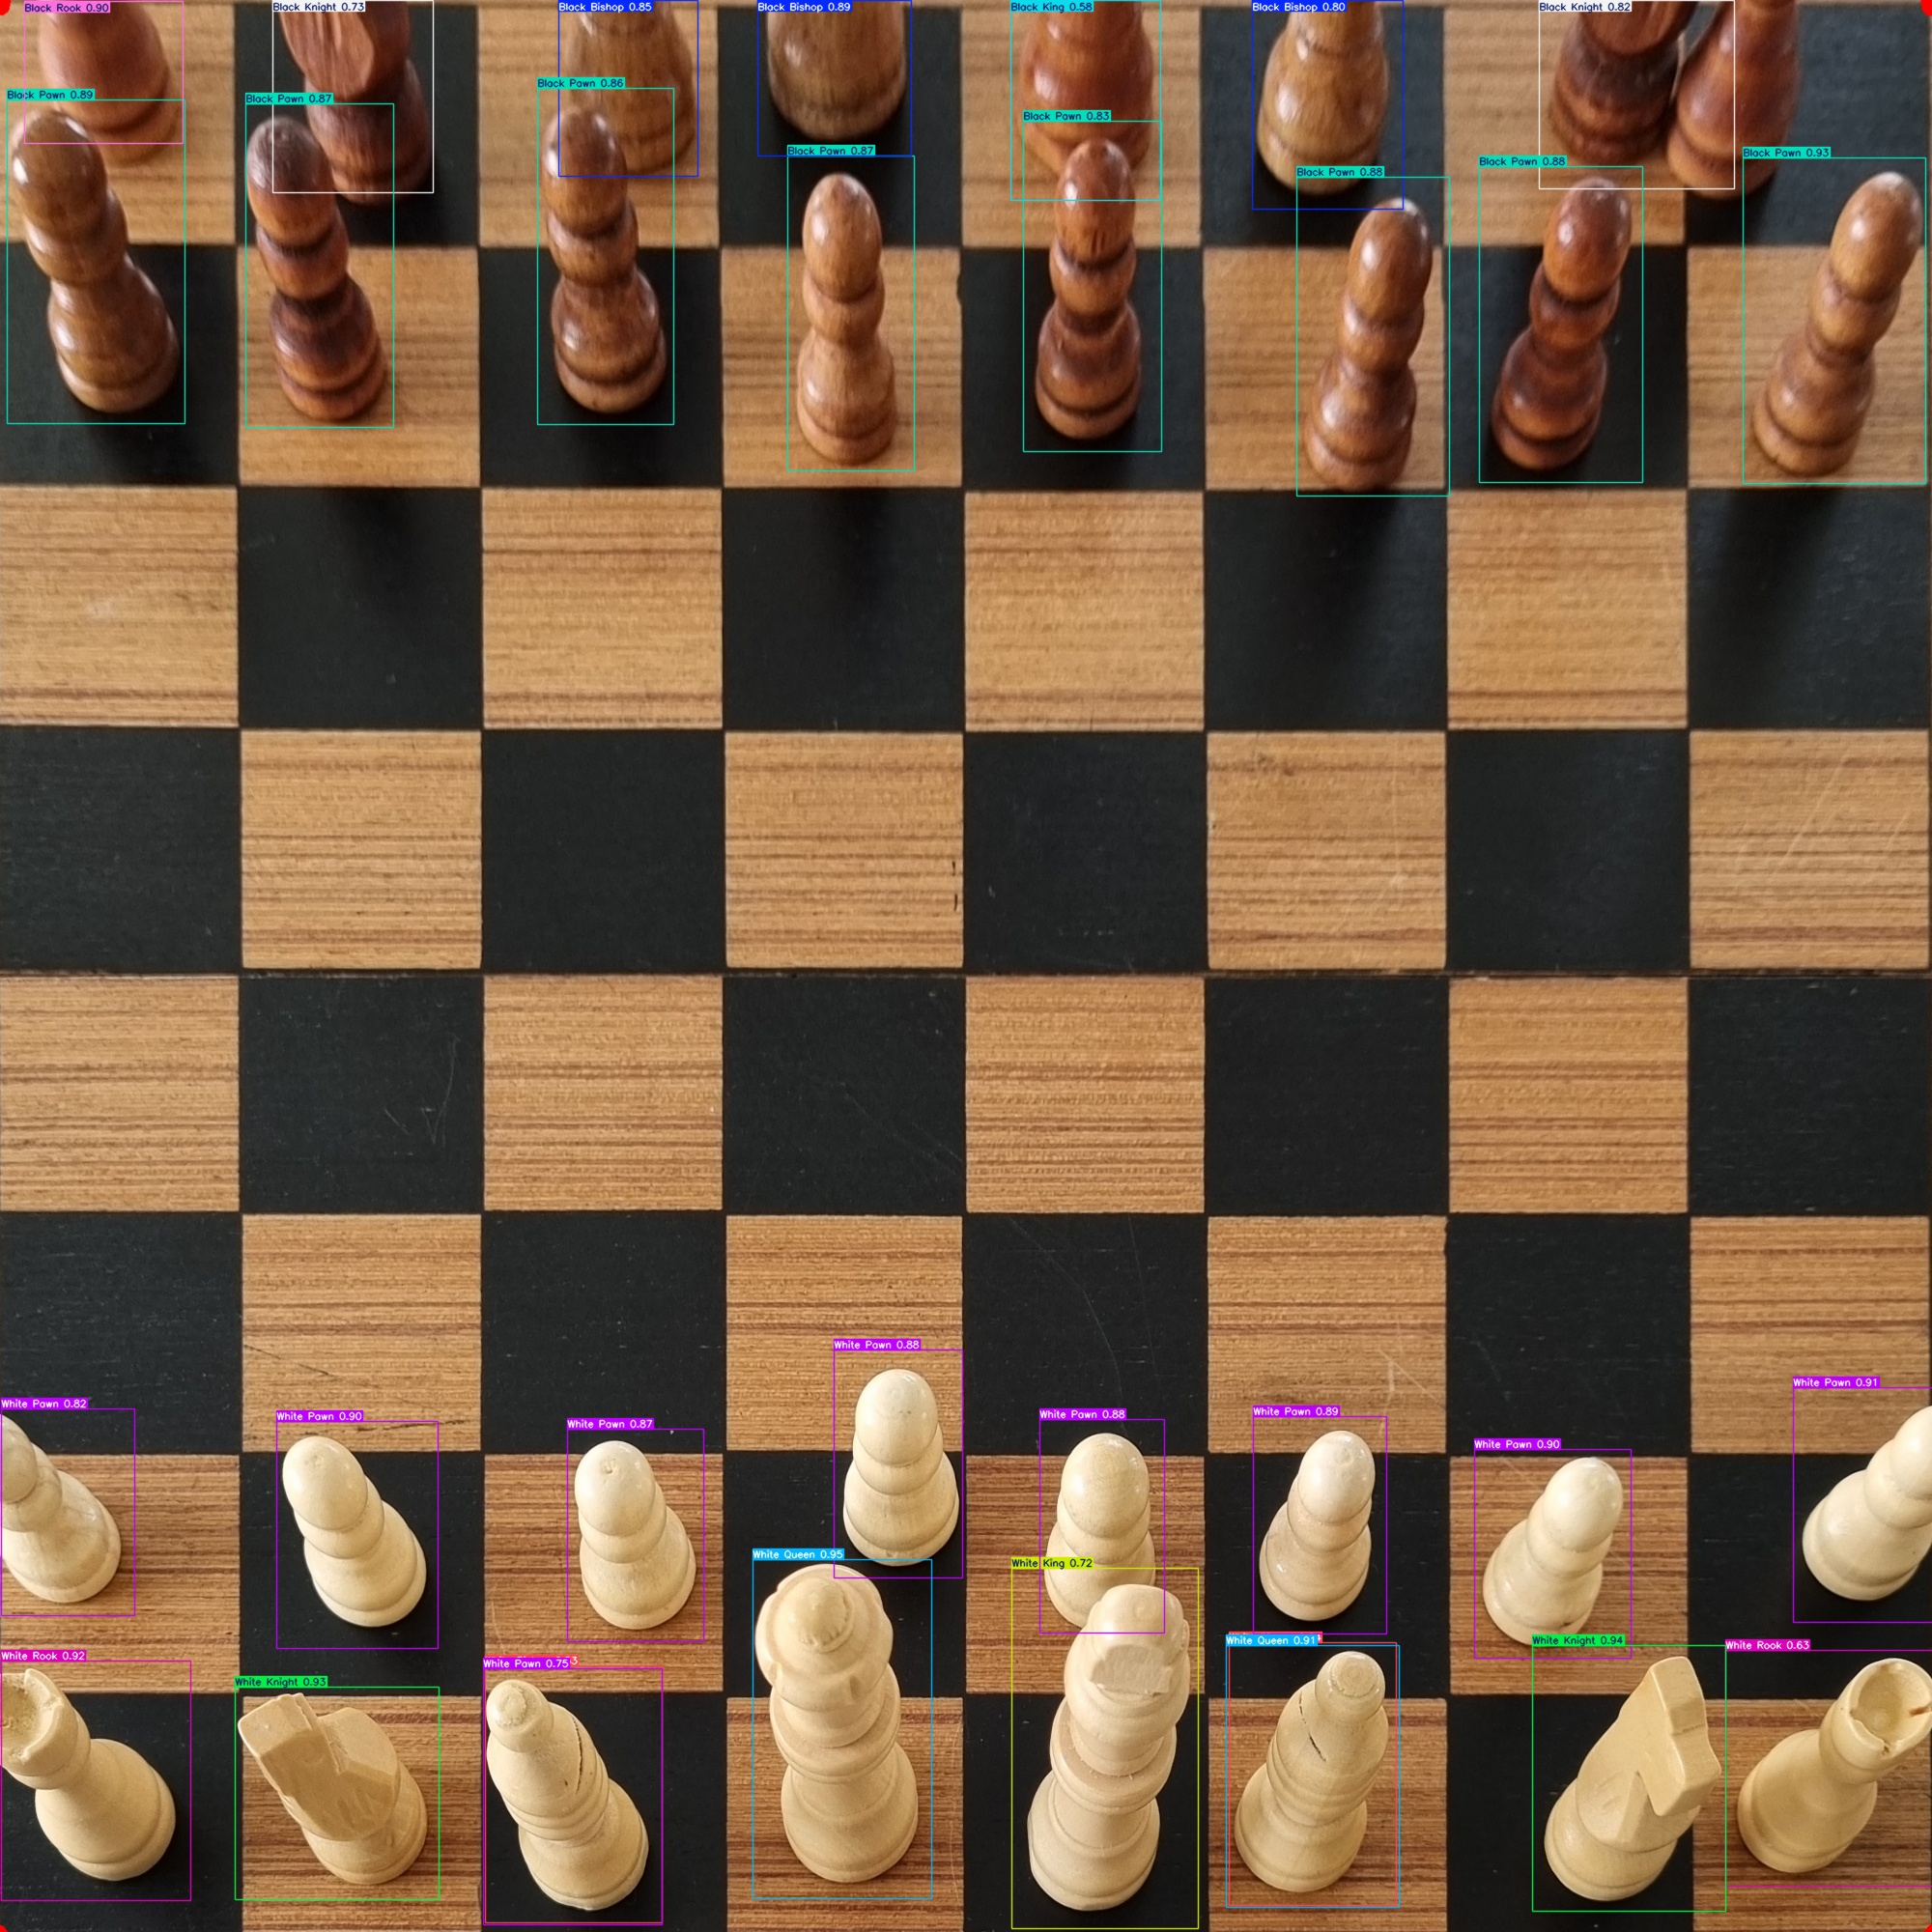 Black Rook 0.90
Black Knight 0.73
Black Bishop 0.85
Black Bishop 0.89
Black King 0.58
Black Bishop 0.80
Black Knight 0.82
Black Pawn 0.89
Black Pawn 0.87
Black Pawn 0.86
Black Pawn 0.87
Black Pawn 0.83
Black Pawn 0.88
Black Pawn 0.88
Black Pawn 0.93
White Pawn 0.82
White Pawn 0.90
White Pawn 0.87
White Pawn 0.88
White Pawn 0.88
White Pawn 0.89
White Pawn 0.90
White Pawn 0.91
White Rook 0.92
White Knight 0.93
White Pawn 0.75
White Queen 0.95
White King 0.72
White Queen 0.91
White Knight 0.94
White Rook 0.63